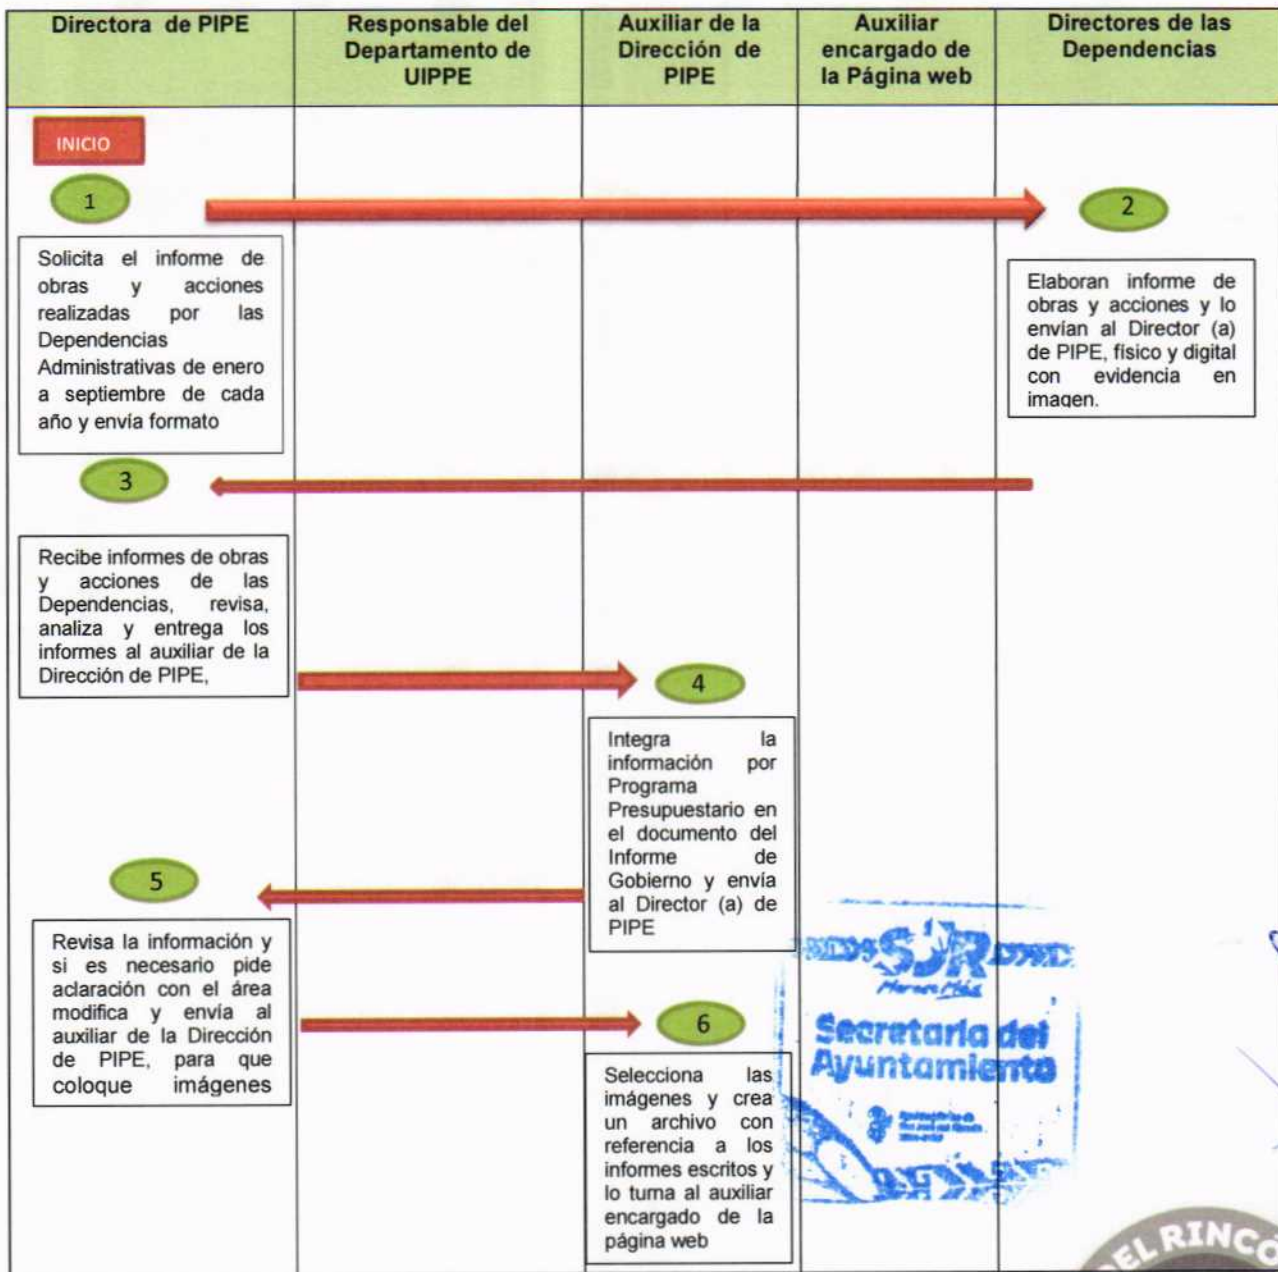 Directora de PIPE
Responsable del
Departamento de
UIPPE
Auxiliar de la
Dirección de
PIPE
Auxiliar
encargado de
la Página web
Directores de las
Dependencias
INICIO
1
2
Solicita el informe de
obras y acciones
realizadas por las
Dependencias
Administrativas de enero
a septiembre de cada
año y envía formato
Elaboran informe de
obras y acciones y lo
envían al Director (a)
de PIPE, físico y digital
con evidencia en
imagen.
3
Recibe informes de obras
y acciones de las
Dependencias, revisa,
analiza y entrega los
informes al auxiliar de la
Dirección de PIPE,
4
Integra la
información por
Programa
Presupuestario en
el documento del
Informe de
Gobierno y envía
al Director (a) de
PIPE
5
Revisa la información y
si es necesario pide
aclaración con el área
modifica y envía al
auxiliar de la Dirección
de PIPE, para que
coloque imágenes
6
Selecciona las
imágenes y crea
un archivo con
referencia a los
informes escritos y
lo turna al auxiliar
encargado de la
página web
SJR
Secretaría del
Ayuntamiento
DEL RINCÓ